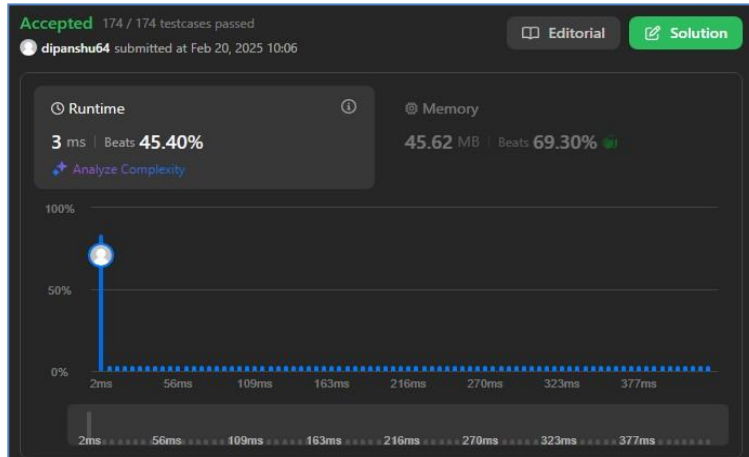 Accepted 174 / 174 testcases passed
Editorial
Solution
dipanshu64 submitted at Feb 20, 2025 10:06
Runtime
Memory
3 ms | Beats 45.40%
45.62 MB | Beats 69.30%
Analyze Complexity
100%
50%
0%
2ms 56ms 109ms 163ms 216ms 270ms 323ms 377ms
2ms 56ms 109ms 163ms 216ms 270ms 323ms 377ms